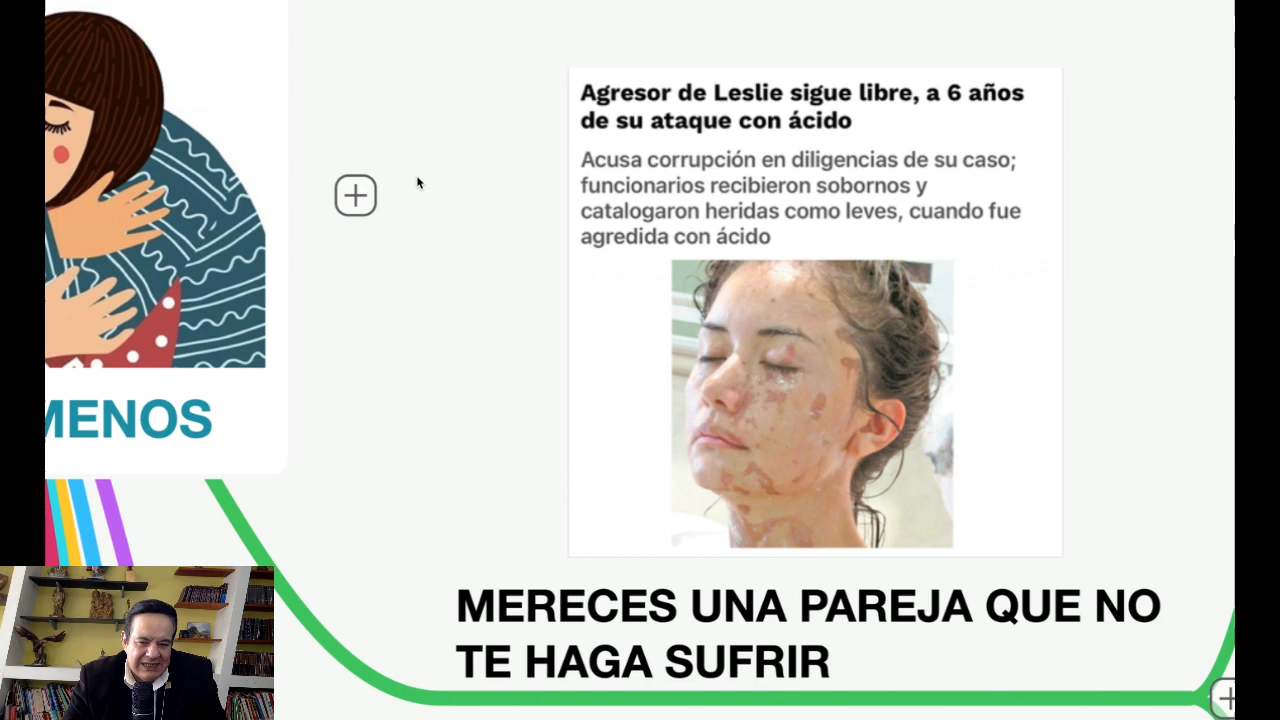 Agresor de Leslie sigue libre, a 6 años
de su ataque con ácido
Acusa corrupción en diligencias de su caso;
funcionarios recibieron sobornos y
catalogaron heridas como leves, cuando fue
agredida con ácido
MENOS
MERECES UNA PAREJA QUE NO
TE HAGA SUFRIR